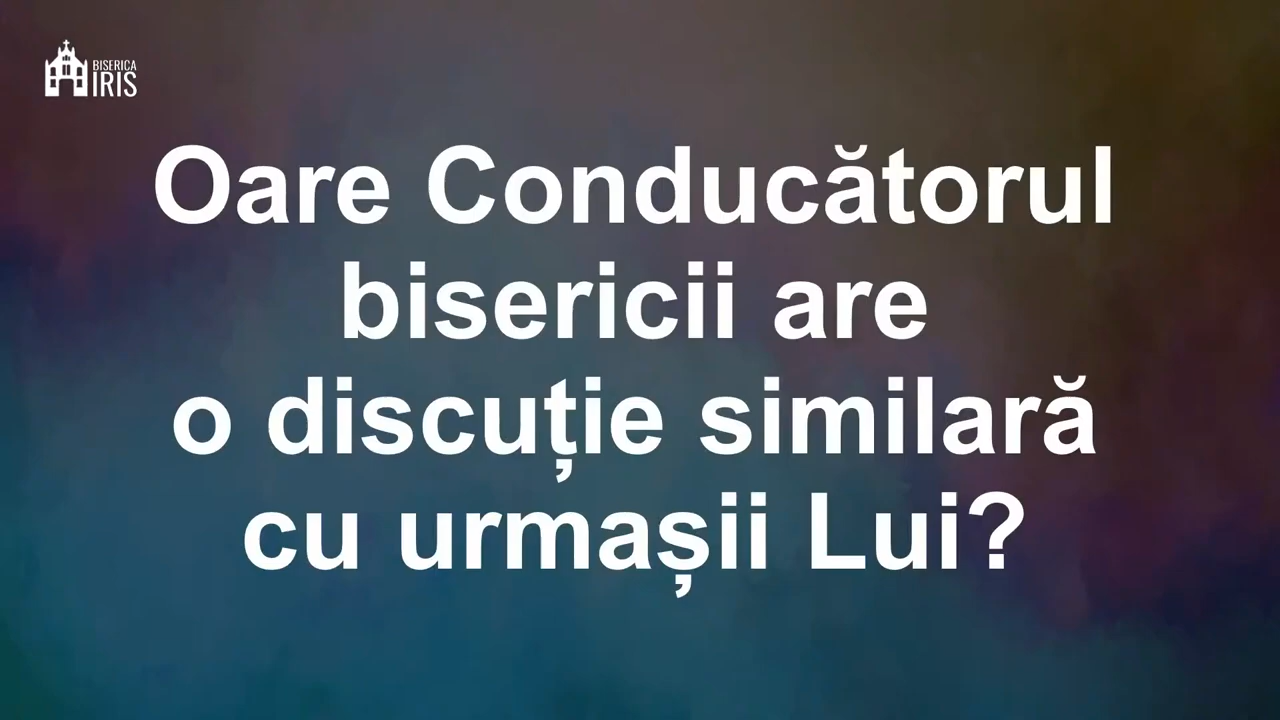 BISERICA
IRIS
Oare Conducătorul
bisericii are
o discuție similară
cu urmașii Lui?